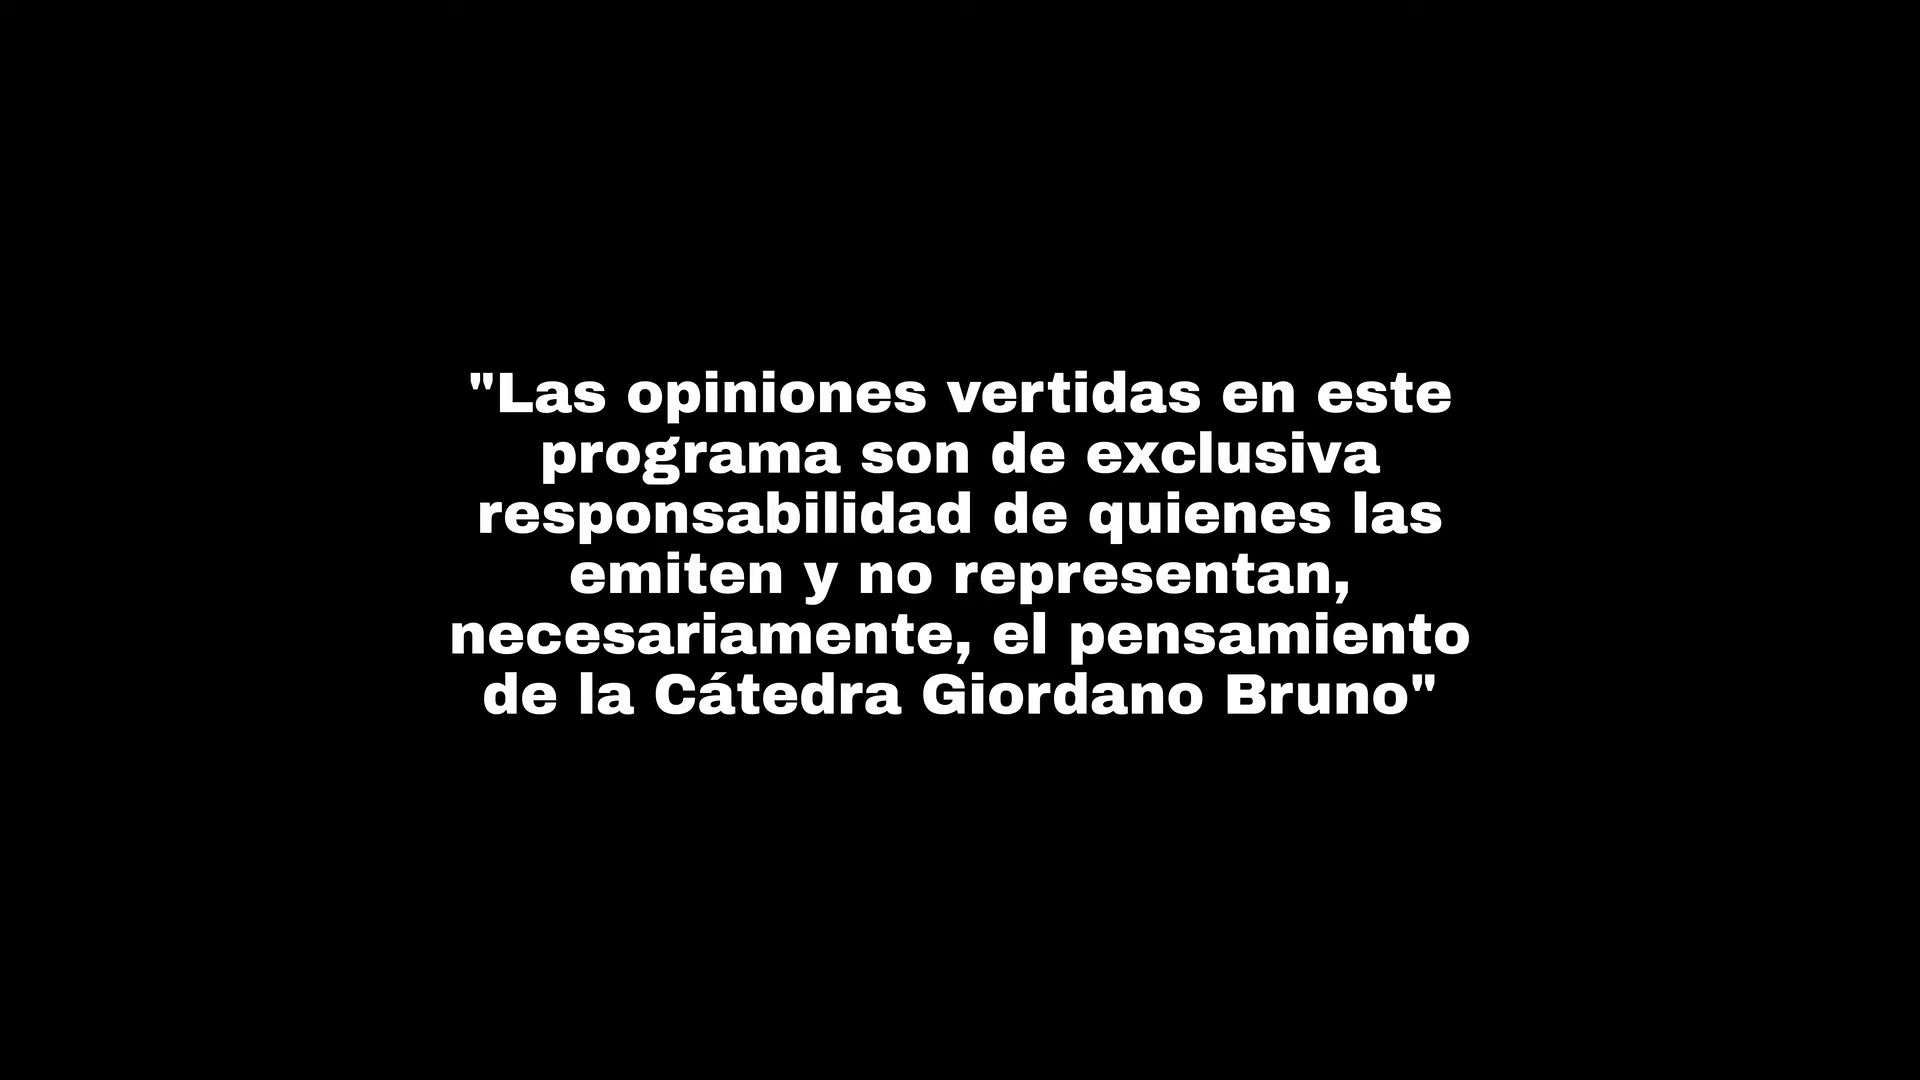 "Las opiniones vertidas en este
programa son de exclusiva
responsabilidad de quienes las
emiten y no representan,
necesariamente, el pensamiento
de la Cátedra Giordano Bruno"